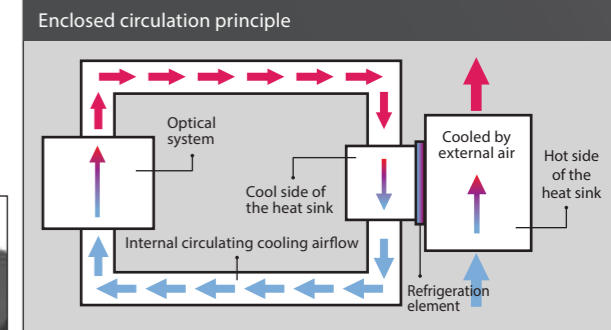 Enclosed circulation principle
Optical
system
Cooled by
external air
Hot side
of the
heat sink
Cool side of
the heat sink
Internal circulating cooling airflow
Refrigeration
element